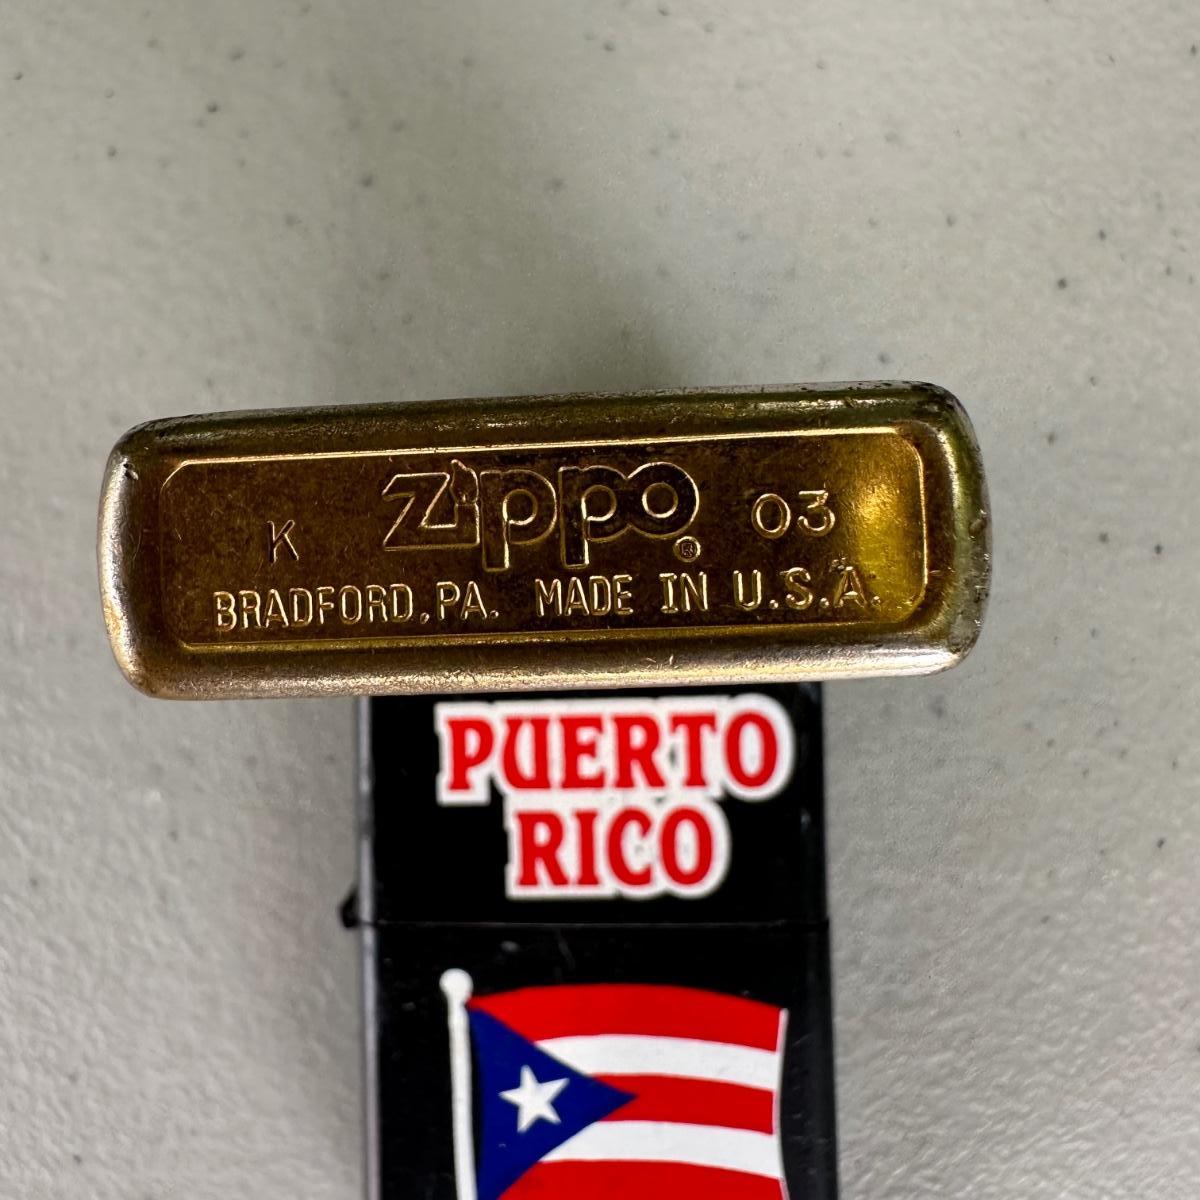 K Zippo® 03
BRADFORD, PA. MADE IN U.S.A.
PUERTO
RICO